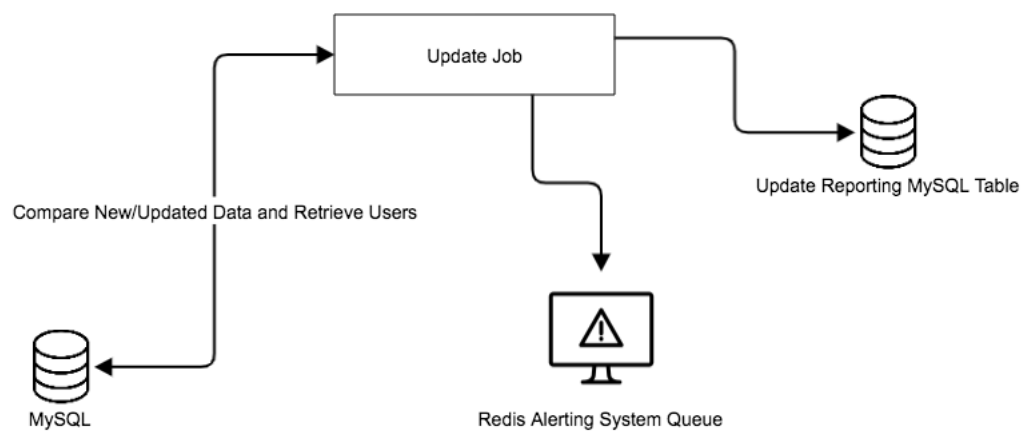 Update Job
Update Reporting MySQL Table
Compare New/Updated Data and Retrieve Users
MySQL
Redis Alerting System Queue